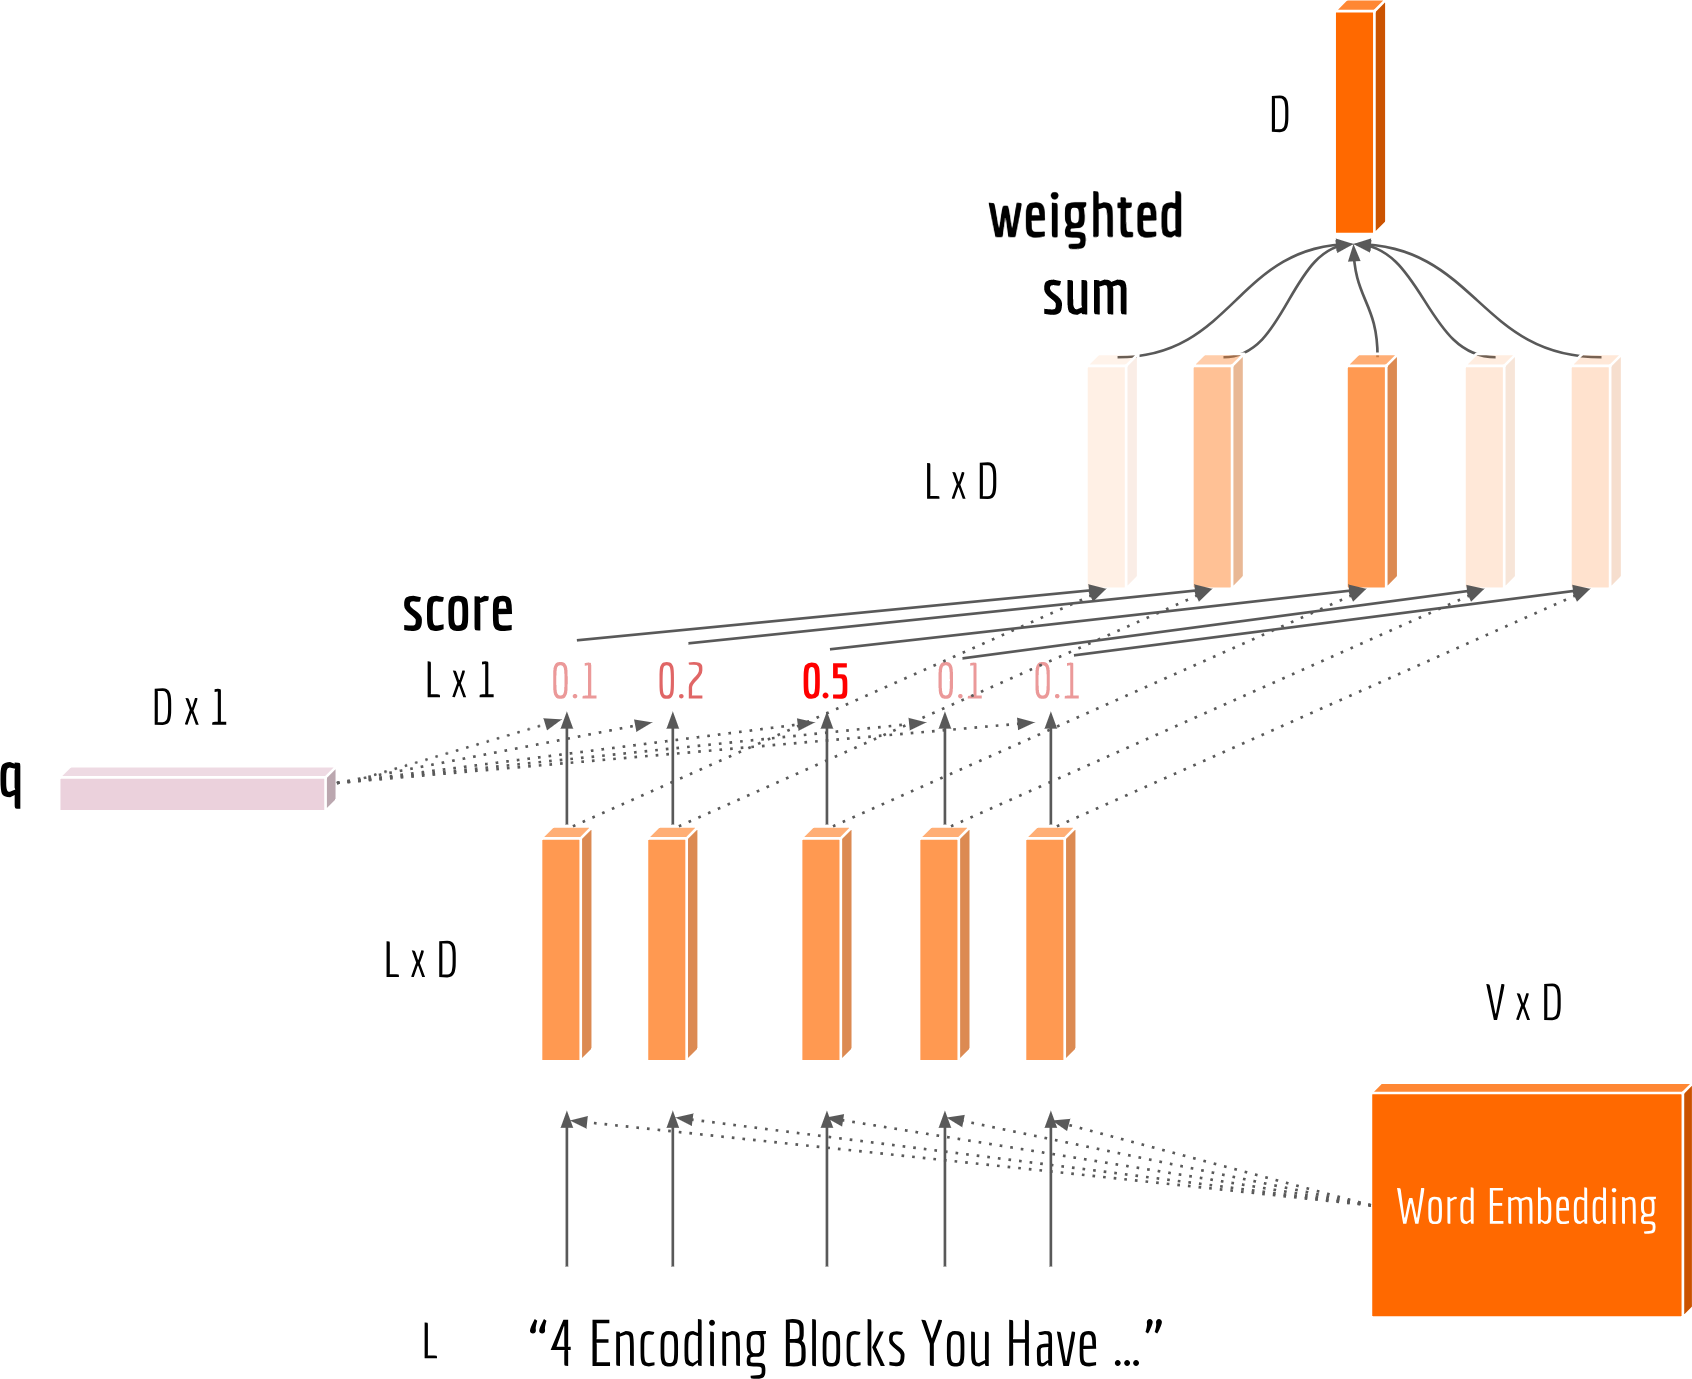 D
weighted
sum
L x D
score
L x 1
0.1 0.2 0.5 0.1 0.1
D x 1
q
L x D
V x D
Word Embedding
L
“4 Encoding Blocks You Have ...”